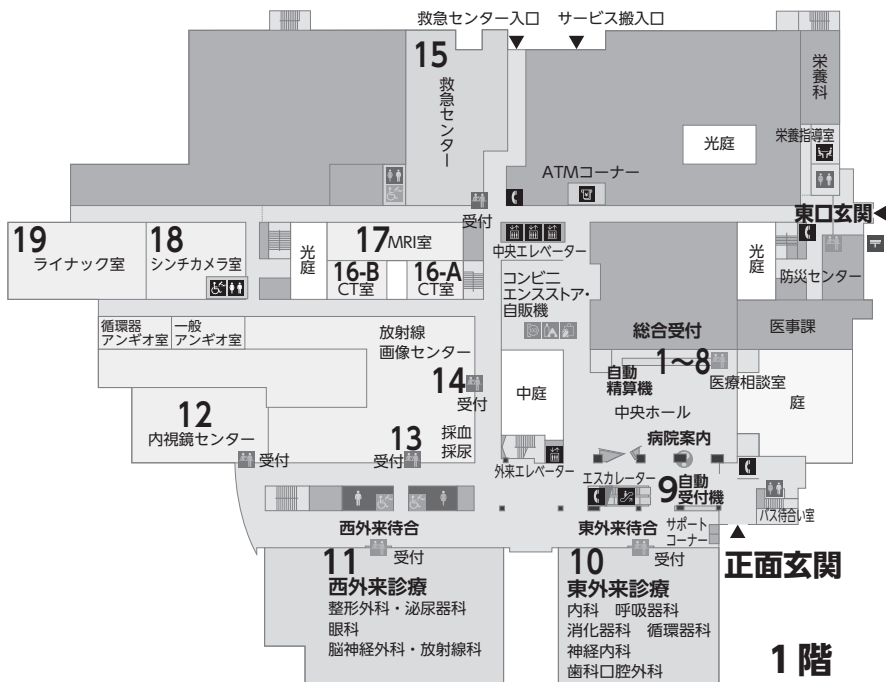 救急センター入口
サービス搬入口
15
救急センター
栄養科
栄養指導室
光庭
ATMコーナー
受付
東口玄関
19
ライナック室
18
シンチカメラ室
光庭
17 MRI室
16-B
CT室
16-A
CT室
中央エレベーター
コンビニ
エンスストア・
自販機
光庭
防災センター
総合受付
医事課
循環器
アンギオ室
一般
アンギオ室
放射線
画像センター
14
受付
中庭
自動
精算機
1〜8
医療相談室
庭
中央ホール
12
内視鏡センター
受付
13
受付
採血
採尿
病院案内
外来エレベーター
エスカレーター
9 自動
受付機
バス待合い室
西外来待合
東外来待合
サポート
コーナー
正面玄関
11
受付
西外来診療
整形外科・泌尿器科
眼科
脳神経外科・放射線科
10
受付
東外来診療
内科 呼吸器科
消化器科 循環器科
神経内科
歯科口腔外科
1階